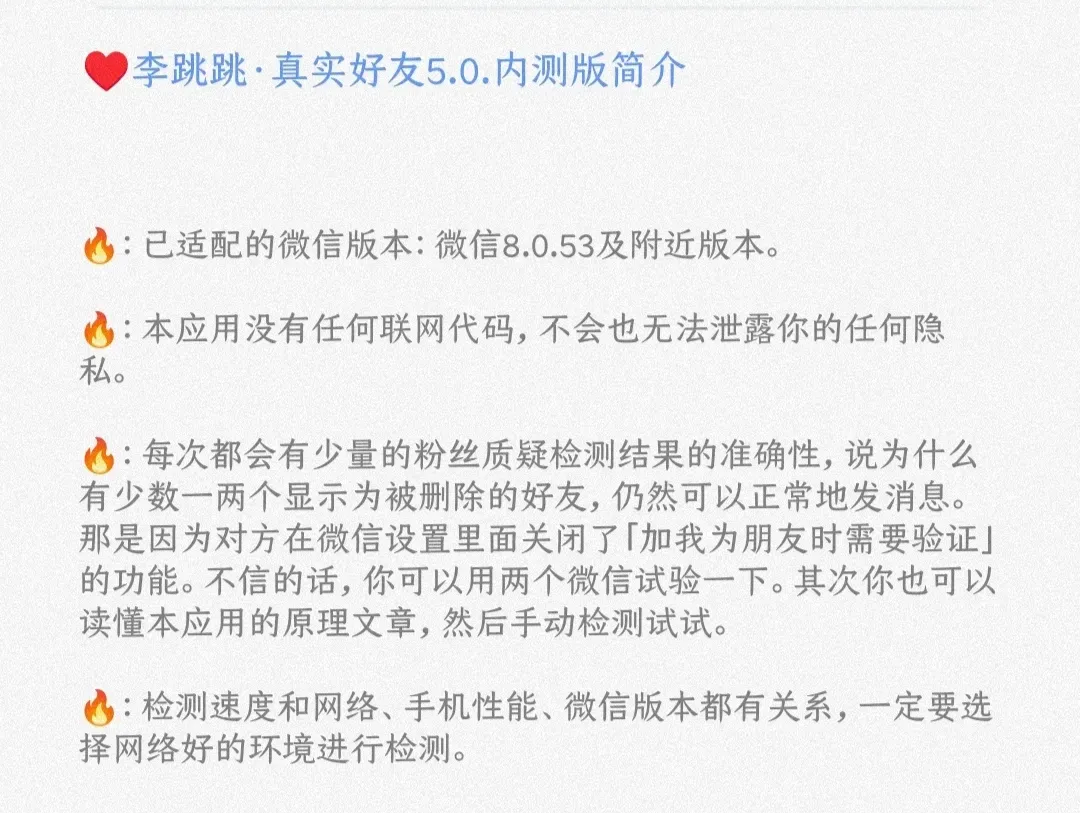 ❤️李跳跳·真实好友5.0.内测版简介
🔥：已适配的微信版本：微信8.0.53及附近版本。
🔥：本应用没有任何联网代码，不会也无法泄露你的任何隐
私。
🔥：每次都会有少量的粉丝质疑检测结果的准确性，说为什么
有少数一两个显示为被删除的好友，仍然可以正常地发消息。
那是因为对方在微信设置里面关闭了「加我为朋友时需要验证」
的功能。不信的话，你可以用两个微信试验一下。其次你也可以
读懂本应用的原理文章，然后手动检测试试。
🔥：检测速度和网络、手机性能、微信版本都有关系，一定要选
择网络好的环境进行检测。